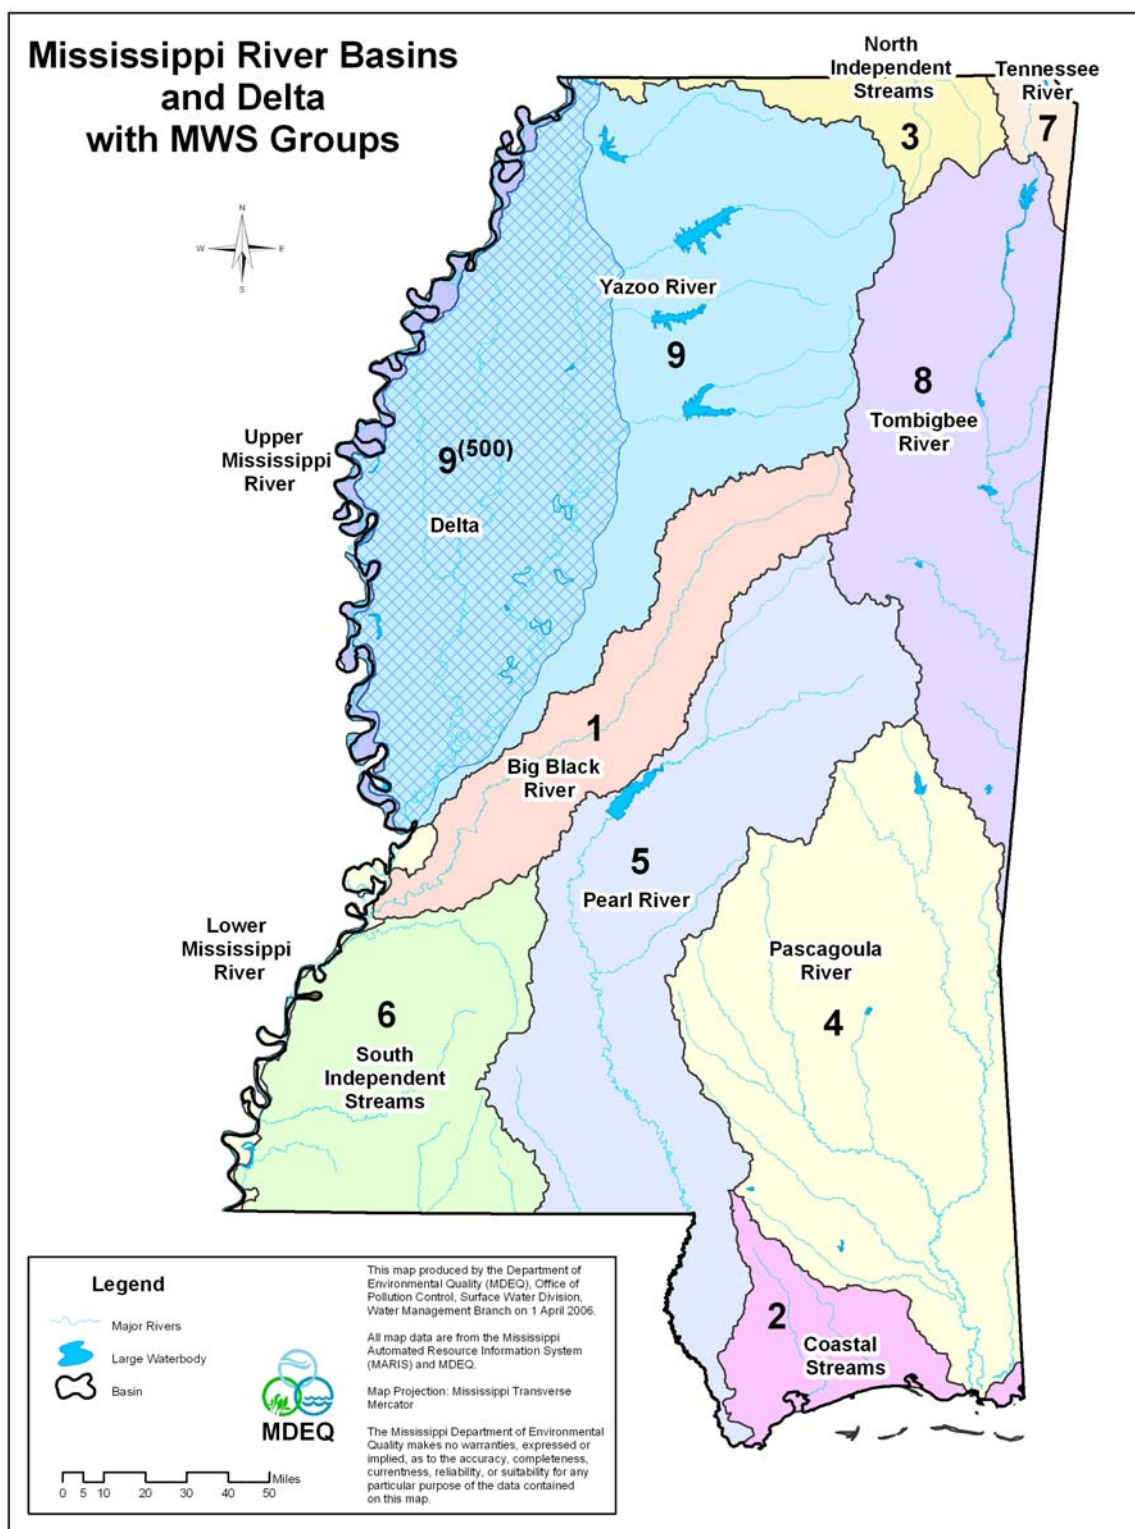 Mississippi River Basins
and Delta
with MWS Groups
North
Independent
Streams
3
Tennessee
River
7
N
W
E
S
Yazoo River
9
8
Tombigbee
River
Upper
Mississippi
River
9(500)
Delta
1
Big Black
River
5
Pearl River
Lower
Mississippi
River
Pascagoula
River
4
6
South
Independent
Streams
2
Coastal
Streams
Legend
Major Rivers
Large Waterbody
Basin
MDEQ
Miles
0 5 10 20 30 40 50
This map produced by the Department of
Environmental Quality (MDEQ), Office of
Pollution Control, Surface Water Division,
Water Management Branch on 1 April 2006.
All map data are from the Mississippi
Automated Resource Information System
(MARIS) and MDEQ.
Map Projection: Mississippi Transverse
Mercator
The Mississippi Department of Environmental
Quality makes no warranties, expressed or
implied, as to the accuracy, completeness,
currentness, reliability, or suitability for any
particular purpose of the data contained
on this map.